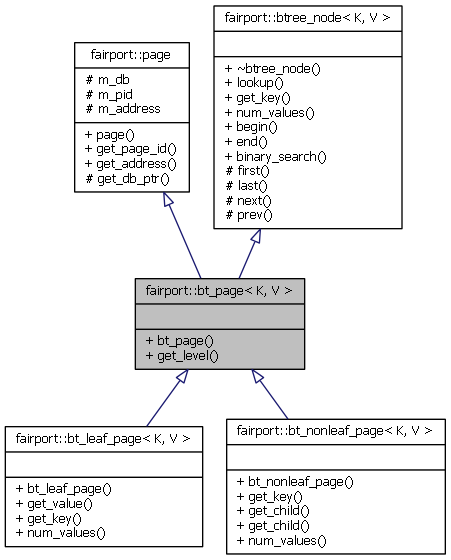 fairport::page
# m_db
# m_pid
# m_address
+ page()
+ get_page_id()
+ get_address()
# get_db_ptr()
fairport::btree_node< K, V >
+ ~btree_node()
+ lookup()
+ get_key()
+ num_values()
+ begin()
+ end()
+ binary_search()
# first()
# last()
# next()
# prev()
fairport::bt_page< K, V >
+ bt_page()
+ get_level()
fairport::bt_leaf_page< K, V >
+ bt_leaf_page()
+ get_value()
+ get_key()
+ num_values()
fairport::bt_nonleaf_page< K, V >
+ bt_nonleaf_page()
+ get_key()
+ get_child()
+ get_child()
+ num_values()